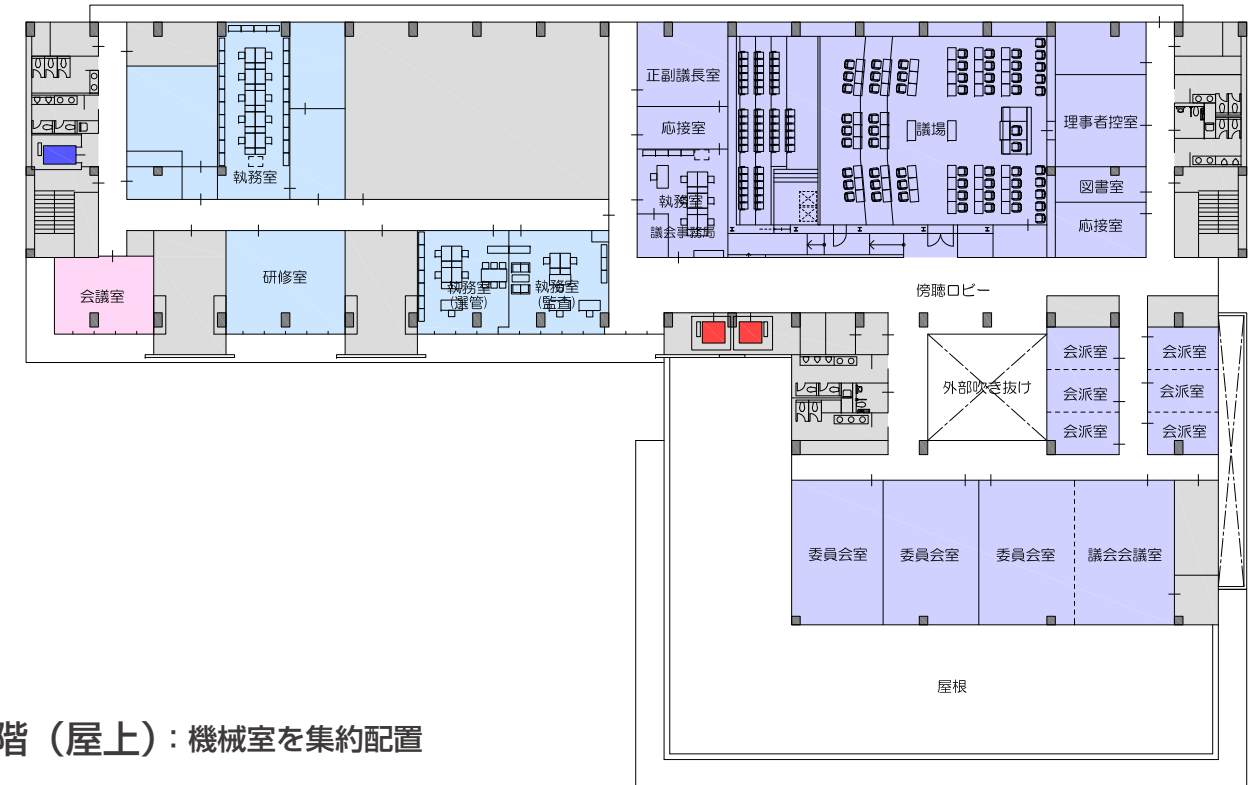 正副議長室
応接室
執務室
議会事務局
議場
理事者控室
図書室
応接室
執務室
会議室
研修室
執務室
(選管)
執務室
(監査)
傍聴ロビー
外部吹き抜け
会派室
会派室
会派室
会派室
会派室
会派室
委員会室
委員会室
委員会室
議会会議室
屋根
階（屋上）：機械室を集約配置